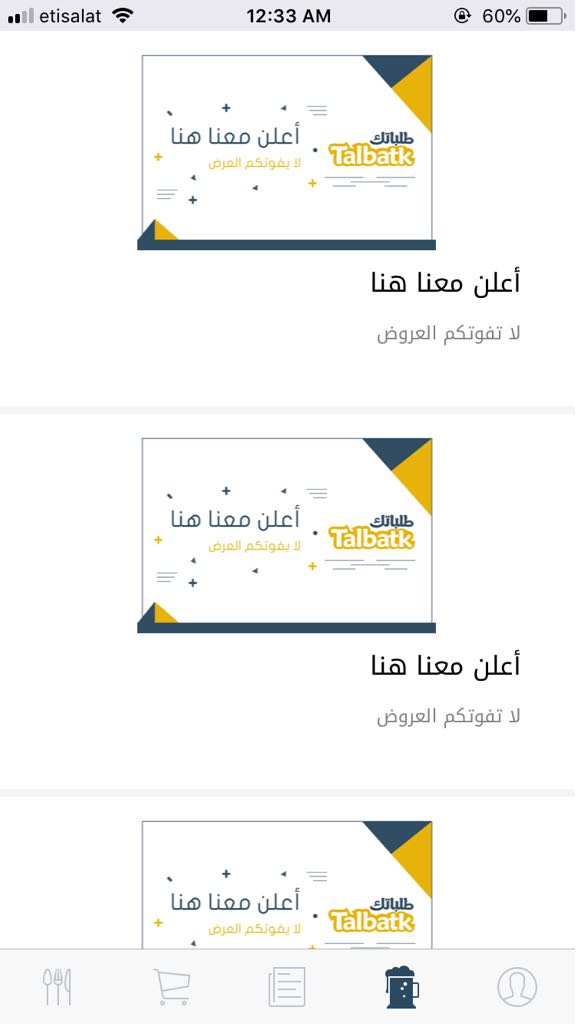 etisalat 12:33 AM 60%
أعلن معنا هنا
لا يفوتكم العرض
طلباتك
Talbatk
أعلن معنا هنا
لا تفوتكم العروض
أعلن معنا هنا
لا يفوتكم العرض
طلباتك
Talbatk
أعلن معنا هنا
لا تفوتكم العروض
أعلن معنا هنا
لا يفوتكم العرض
طلباتك
Talbatk